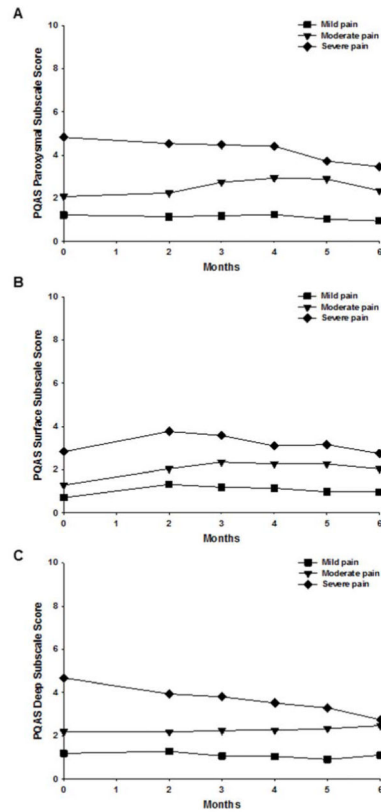 A
Mild pain
Moderate pain
Severe pain
PQAS Paroxysmal Subscale Score
10
8
6
4
2
0
0 1 2 3 4 5 6
Months
B
Mild pain
Moderate pain
Severe pain
PQAS Surface Subscale Score
10
8
6
4
2
0
0 1 2 3 4 5 6
Months
C
Mild pain
Moderate pain
Severe pain
PQAS Deep Subscale Score
10
8
6
4
2
0
0 1 2 3 4 5 6
Months